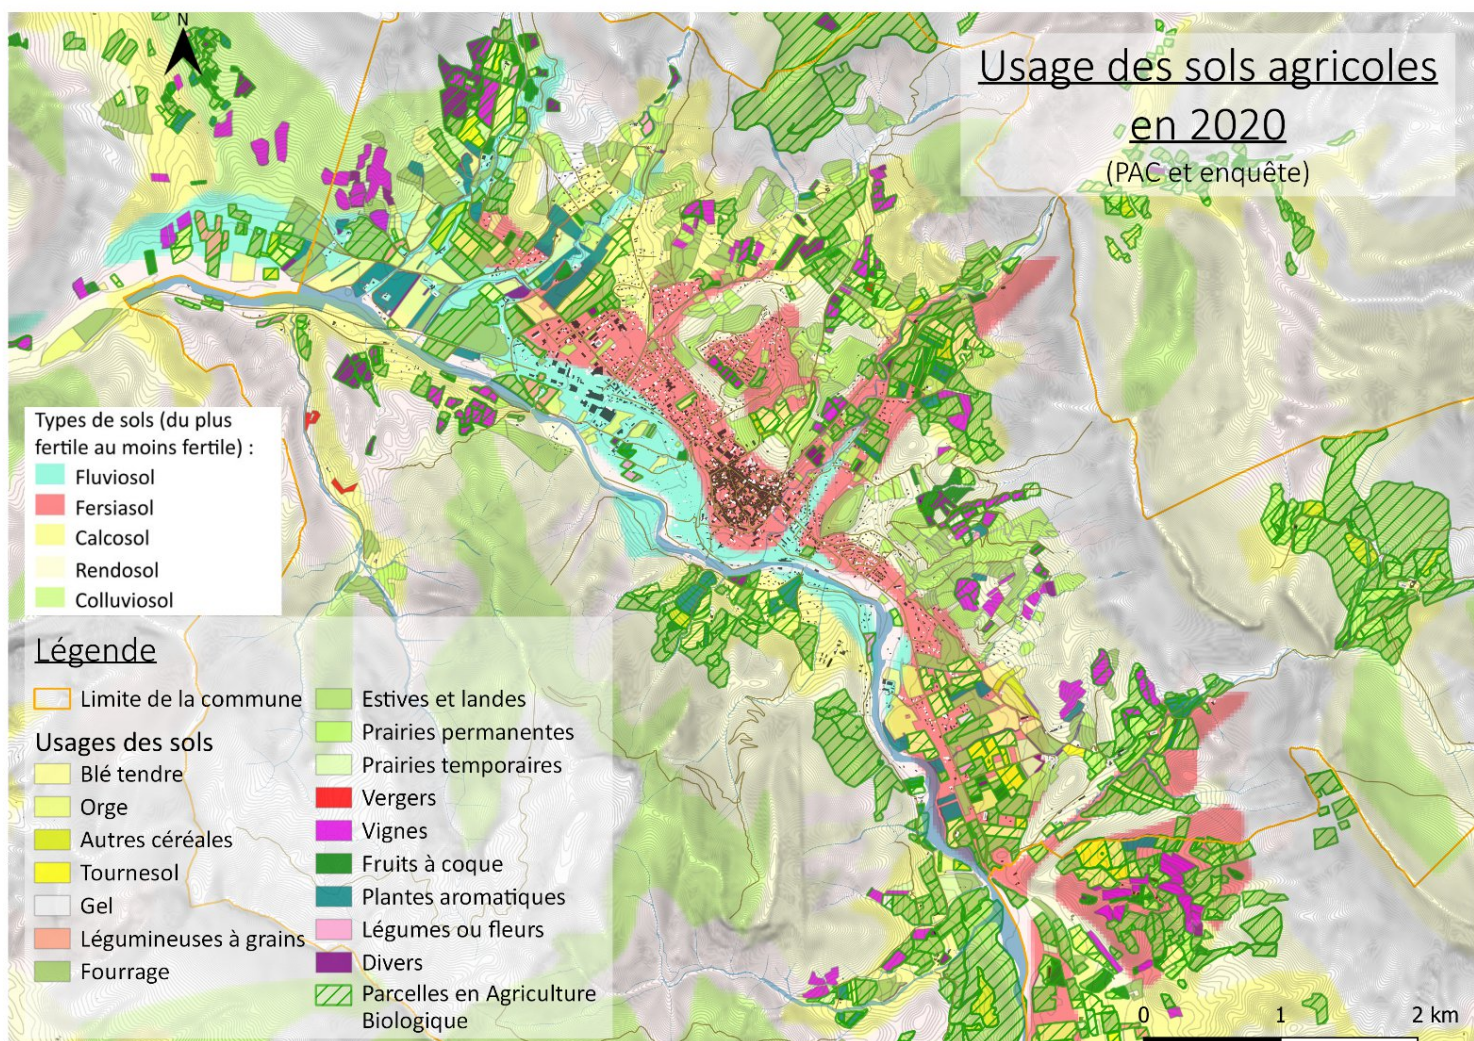 N
Usage des sols agricoles
en 2020
(PAC et enquête)
Types de sols (du plus
fertile au moins fertile) :
Fluviosol
Fersiasol
Calcosol
Rendosol
Colluviosol
Légende
Limite de la commune
Usages des sols
Blé tendre
Orge
Autres céréales
Tournesol
Gel
Légumineuses à grains
Fourrage
Estives et landes
Prairies permanentes
Prairies temporaires
Vergers
Vignes
Fruits à coque
Plantes aromatiques
Légumes ou fleurs
Divers
Parcelles en Agriculture
Biologique
0 1 2 km